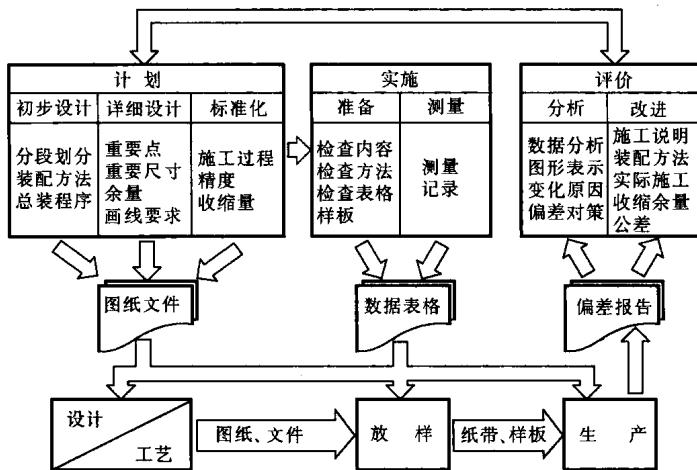 计 划
初步设计
详细设计
标准化
分段划分
装配方法
总装程序
重要点
重要尺寸
余量
画线要求
施工过程
精度
收缩量
实施
准备
测量
检查内容
检查方法
检查表格
样板
测量
记录
评价
分析
改进
数据分析
图形表示
变化原因
偏差对策
施工说明
装配方法
实际施工
收缩余量
公差
图纸文件
数据表格
偏差报告
设计
工艺
图纸、文件
放 样
纸带、样板
生 产